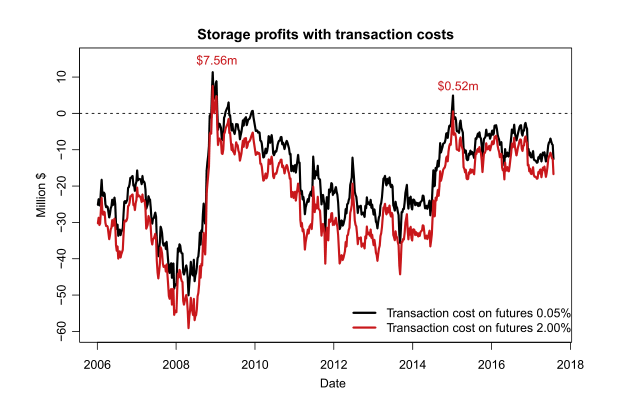 Storage profits with transaction costs
$7.56m
$0.52m
10
0
−10
−20
−30
−40
−50
−60
Million $
Transaction cost on futures 0.05%
Transaction cost on futures 2.00%
2006
2008
2010
2012
2014
2016
2018
Date